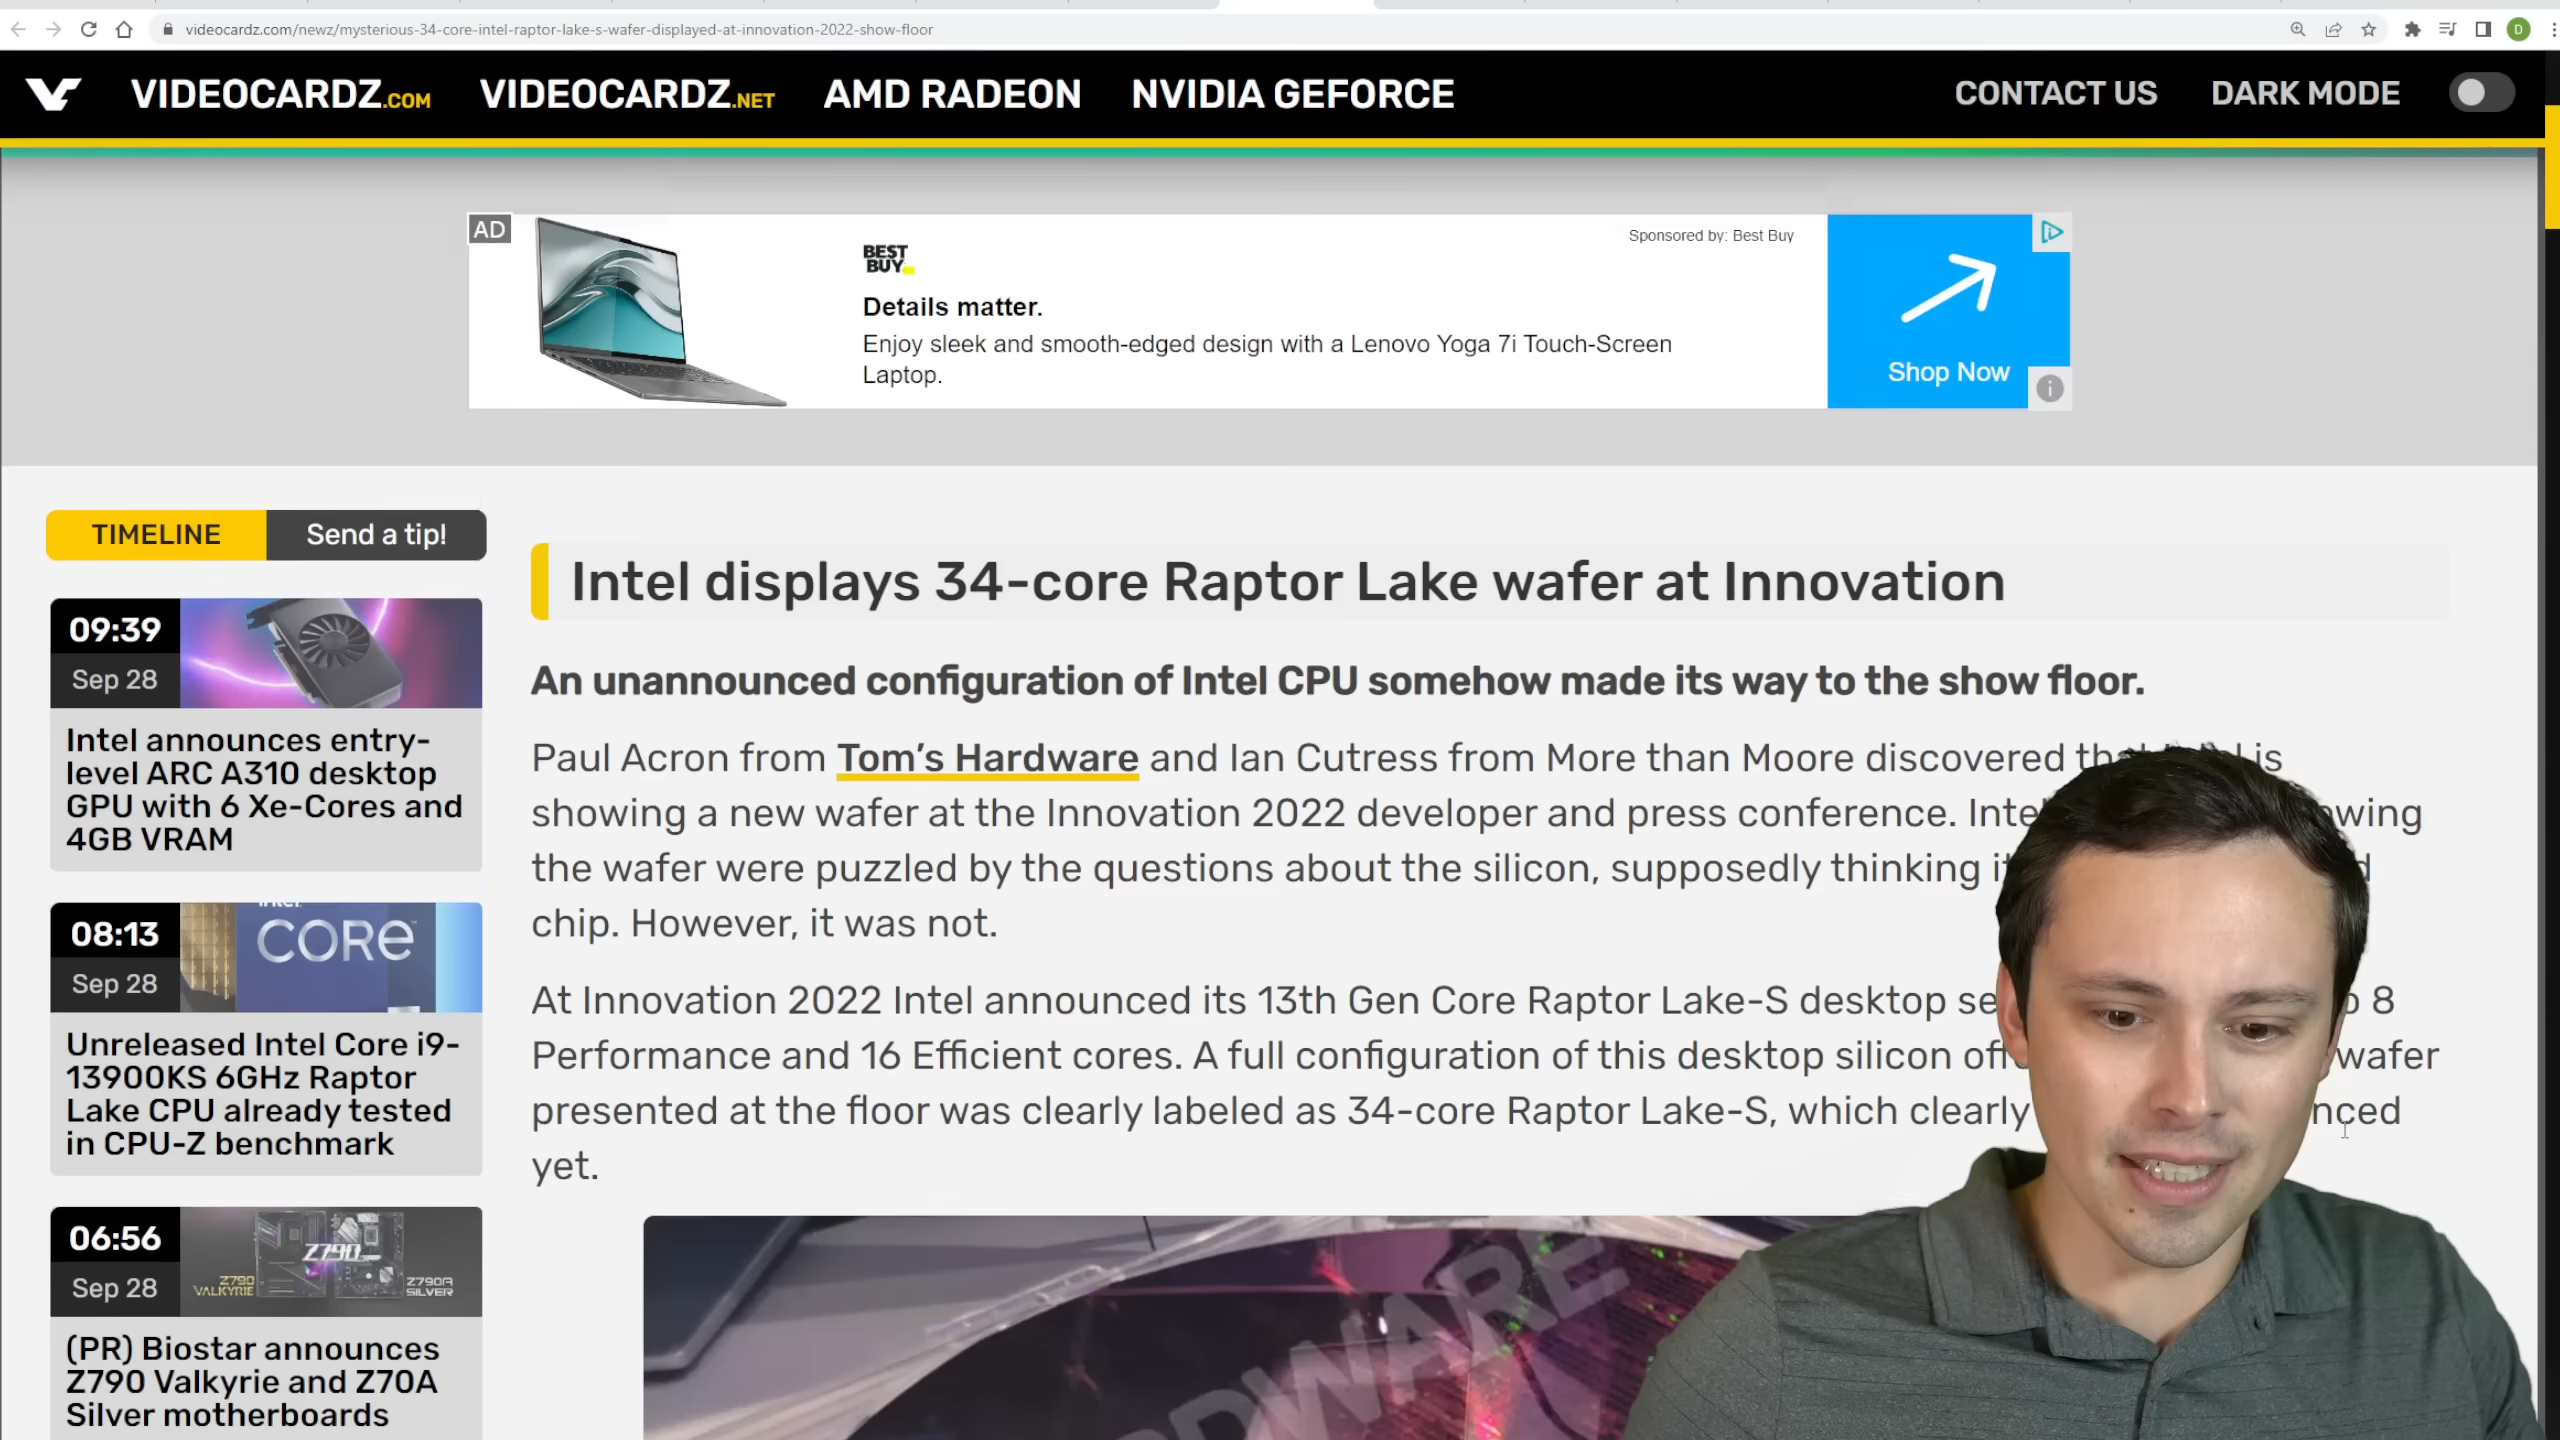 videocardz.com/newz/mysterious-34-core-intel-raptor-lake-s-wafer-displayed-at-innovation-2022-show-floor
D
VIDEOCARDZ.COM VIDEOCARDZ.NET AMD RADEON NVIDIA GEFORCE CONTACT US DARK MODE
AD
BEST BUY
Sponsored by: Best Buy
Details matter.
Enjoy sleek and smooth-edged design with a Lenovo Yoga 7i Touch-Screen
Laptop.
Shop Now
TIMELINE Send a tip!
09:39
Sep 28
Intel announces entry-
level ARC A310 desktop
GPU with 6 Xe-Cores and
4GB VRAM
08:13
Sep 28
intel
CORE
Unreleased Intel Core i9-
13900KS 6GHz Raptor
Lake CPU already tested
in CPU-Z benchmark
06:56
Sep 28
Z790
Z790 VALKYRIE
Z790A SILVER
(PR) Biostar announces
Z790 Valkyrie and Z70A
Silver motherboards
Intel displays 34-core Raptor Lake wafer at Innovation
An unannounced configuration of Intel CPU somehow made its way to the show floor.
Paul Acron from Tom's Hardware and Ian Cutress from More than Moore discovered is
showing a new wafer at the Innovation 2022 developer and press conference.
the wafer were puzzled by the questions about the silicon, supposedly thinking
chip. However, it was not.
At Innovation 2022 Intel announced its 13th Gen Core Raptor Lake-S desktop 8
Performance and 16 Efficient cores. A full configuration of this desktop silicon wafer
presented at the floor was clearly labeled as 34-core Raptor Lake-S, which clearly
yet.